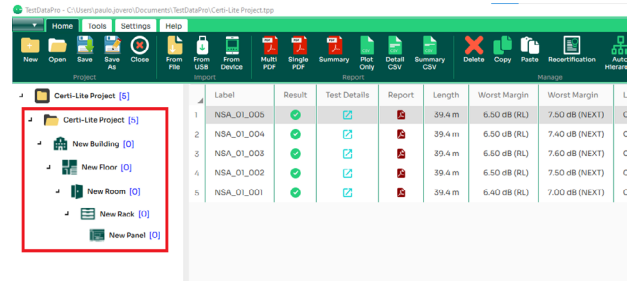 TestDataPro - C:\Users\paulo.jovero\Documents\TestDataPro\Certi-Lite Project.tpp
Home Tools Settings Help
New Open Save Save As Close From File From USB From Device Multi PDF Single PDF Summary Plot Only Detail CSV Summary CSV Delete Copy Paste Recertification Auto
Project Import Report Manage
Certi-Lite Project [5]
Certi-Lite Project [5]
New Building [0]
New Floor [0]
New Room [0]
New Rack [0]
New Panel [0]
Label Result Test Details Report Length Worst Margin Worst Margin L
1 NSA_01_005 39.4 m 6.50 dB (RL) 7.50 dB (NEXT)
2 NSA_01_004 39.4 m 6.50 dB (RL) 7.40 dB (NEXT)
3 NSA_01_003 39.4 m 6.50 dB (RL) 7.60 dB (NEXT)
4 NSA_01_002 39.4 m 6.50 dB (RL) 7.50 dB (NEXT)
5 NSA_01_001 39.4 m 6.40 dB (RL) 7.00 dB (NEXT)